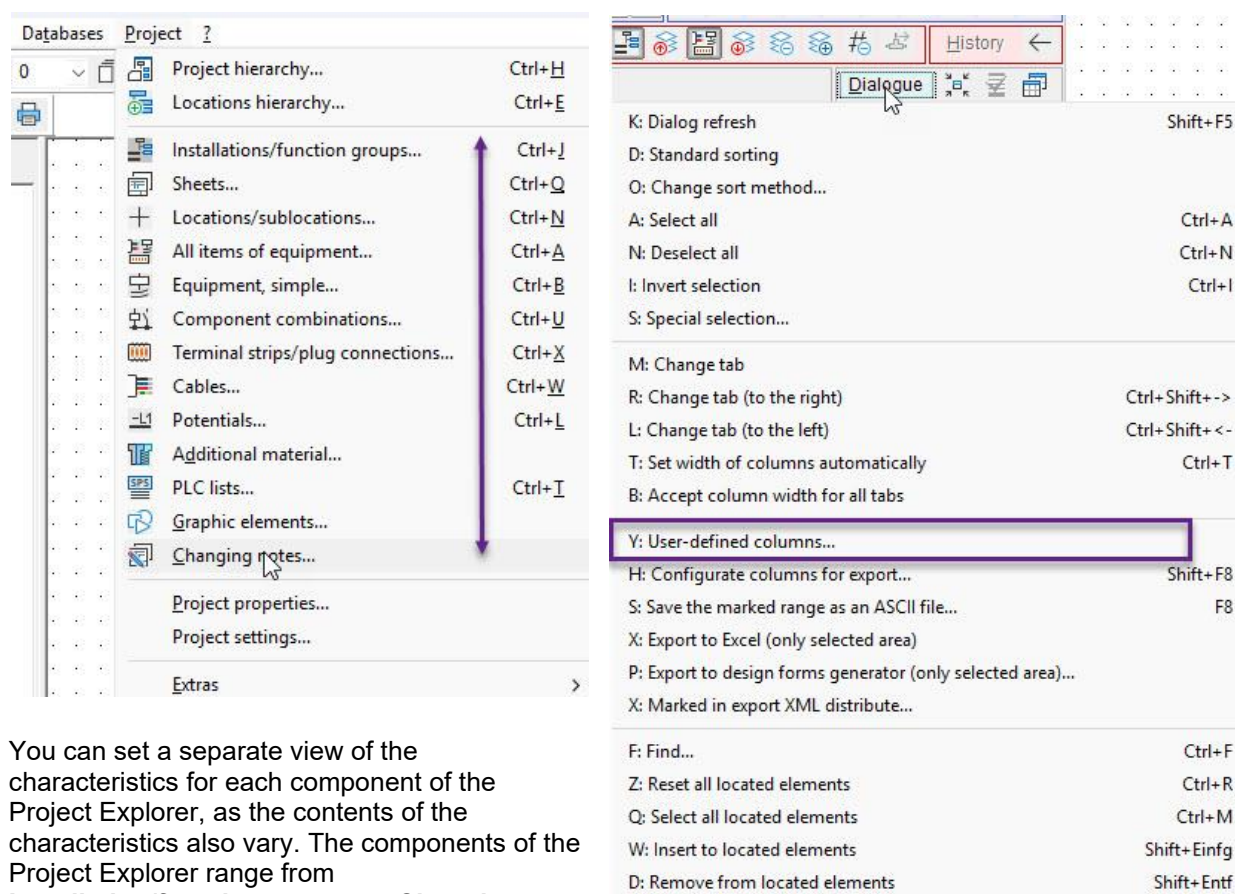 Databases Project ?
0
Project hierarchy... Ctrl+H
Locations hierarchy... Ctrl+E
Installations/function groups... Ctrl+J
Sheets... Ctrl+Q
Locations/sublocations... Ctrl+N
All items of equipment... Ctrl+A
Equipment, simple... Ctrl+B
Component combinations... Ctrl+U
Terminal strips/plug connections... Ctrl+X
Cables... Ctrl+W
-L1 Potentials... Ctrl+L
Additional material...
SPS PLC lists... Ctrl+T
Graphic elements...
Changing notes...
Project properties...
Project settings...
Extras >
You can set a separate view of the
characteristics for each component of the
Project Explorer, as the contents of the
characteristics also vary. The components of the
Project Explorer range from
History
Dialogue
K: Dialog refresh Shift+F5
D: Standard sorting
O: Change sort method...
A: Select all Ctrl+A
N: Deselect all Ctrl+N
I: Invert selection Ctrl+I
S: Special selection...
M: Change tab
R: Change tab (to the right) Ctrl+Shift+->
L: Change tab (to the left) Ctrl+Shift+<-
T: Set width of columns automatically Ctrl+T
B: Accept column width for all tabs
Y: User-defined columns...
H: Configurate columns for export... Shift+F8
S: Save the marked range as an ASCII file... F8
X: Export to Excel (only selected area)
P: Export to design forms generator (only selected area)...
X: Marked in export XML distribute...
F: Find... Ctrl+F
Z: Reset all located elements Ctrl+R
Q: Select all located elements Ctrl+M
W: Insert to located elements Shift+Einfg
D: Remove from located elements Shift+Entf